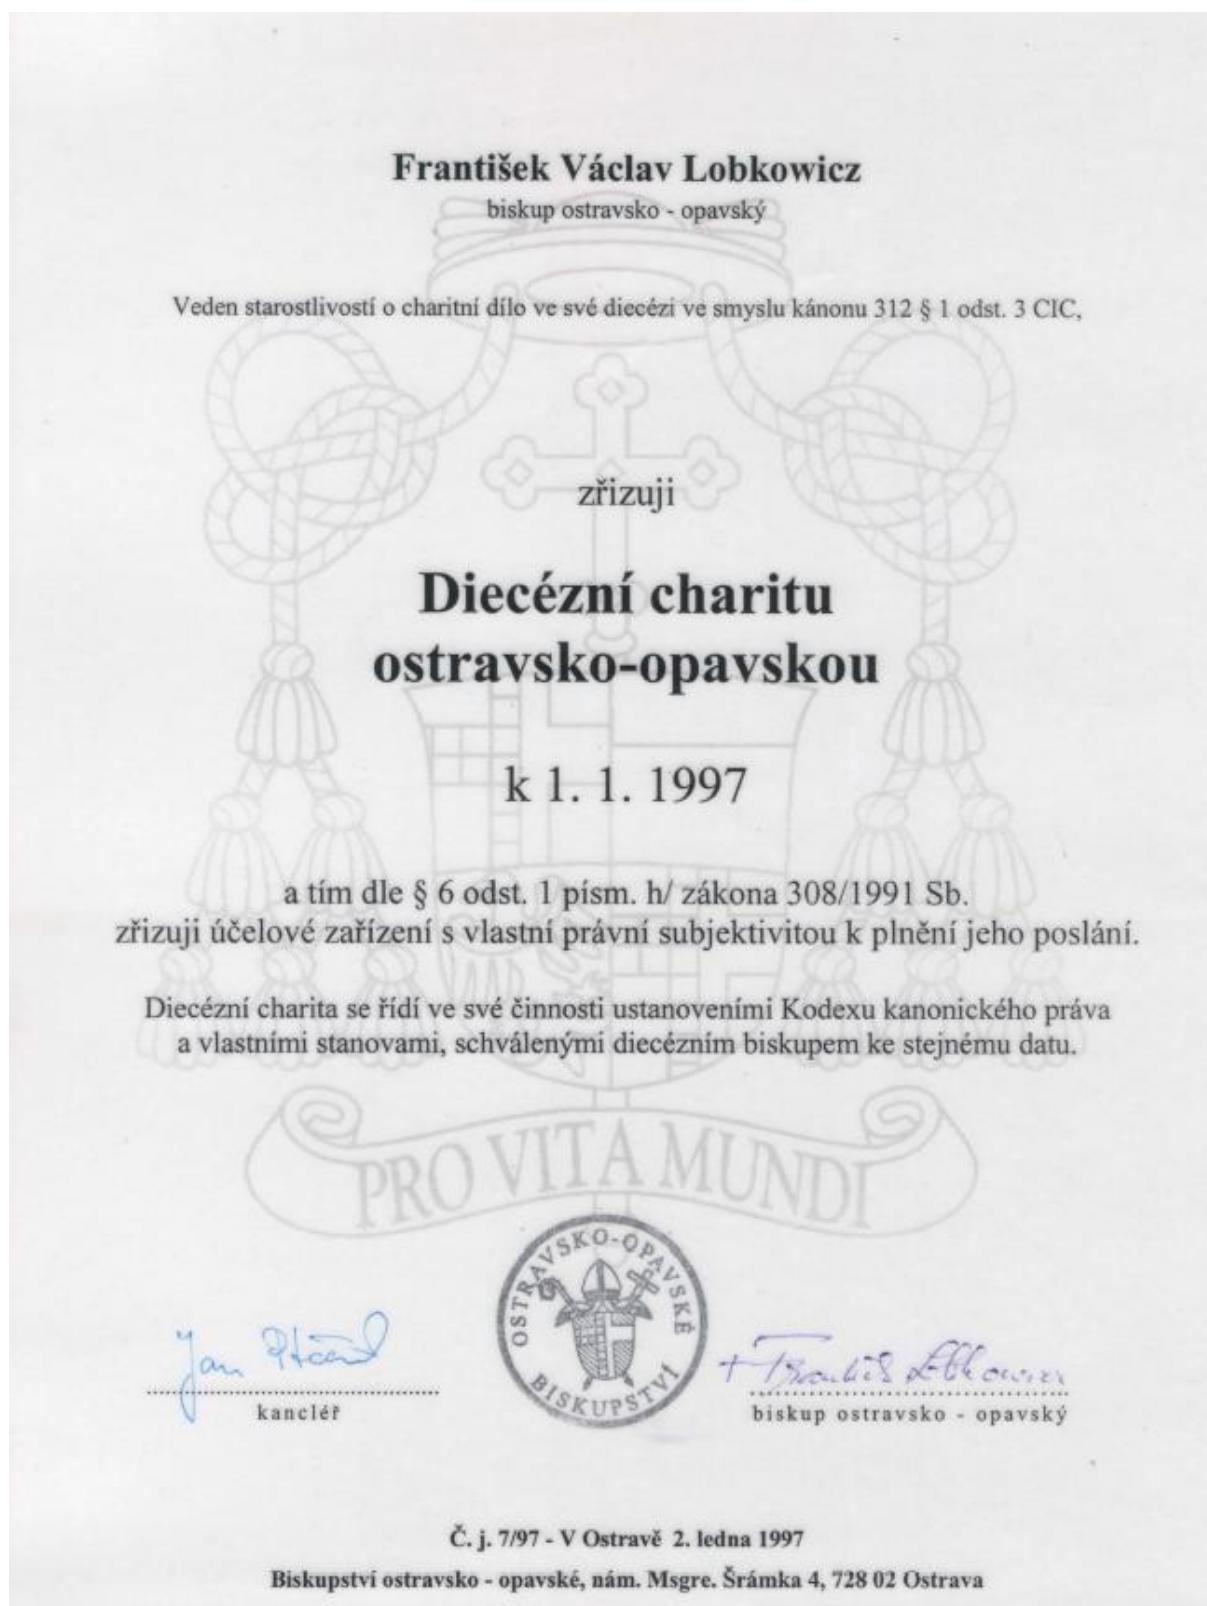 František Václav Lobkowicz
biskup ostravsko - opavský
Veden starostlivostí o charitní dílo ve své diecézi ve smyslu kánonu 312 § 1 odst. 3 CIC,
zřizuji
Diecézní charitu
ostravsko-opavskou
k 1. 1. 1997
a tím dle § 6 odst. 1 písm. h/ zákona 308/1991 Sb.
zřizuji účelové zařízení s vlastní právní subjektivitou k plnění jeho poslání.
Diecézní charita se řídí ve své činnosti ustanoveními Kodexu kanonického práva
a vlastními stanovami, schválenými diecézním biskupem ke stejnému datu.
PRO VITA MUNDI
OSTRAVSKO-OPAVSKÉ
BISKUPSTVÍ
Jan
+ František Lobkowicz
kancléř
biskup ostravsko - opavský
Č. j. 7/97 - V Ostravě 2. ledna 1997
Biskupství ostravsko - opavské, nám. Msgre. Šrámka 4, 728 02 Ostrava